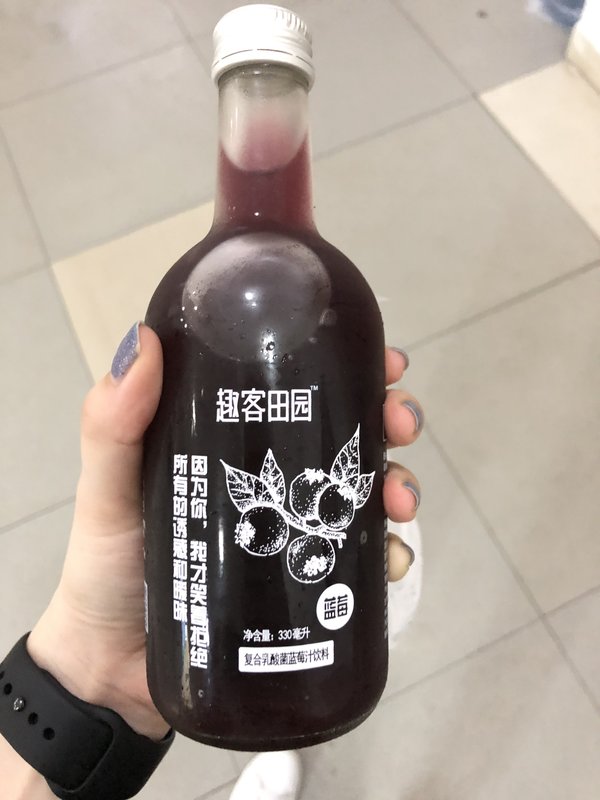 趣客田园™
因为你，我才笑着拒绝
所有的诱惑和暧昧
蓝莓
净含量：330毫升
复合乳酸菌蓝莓汁饮料